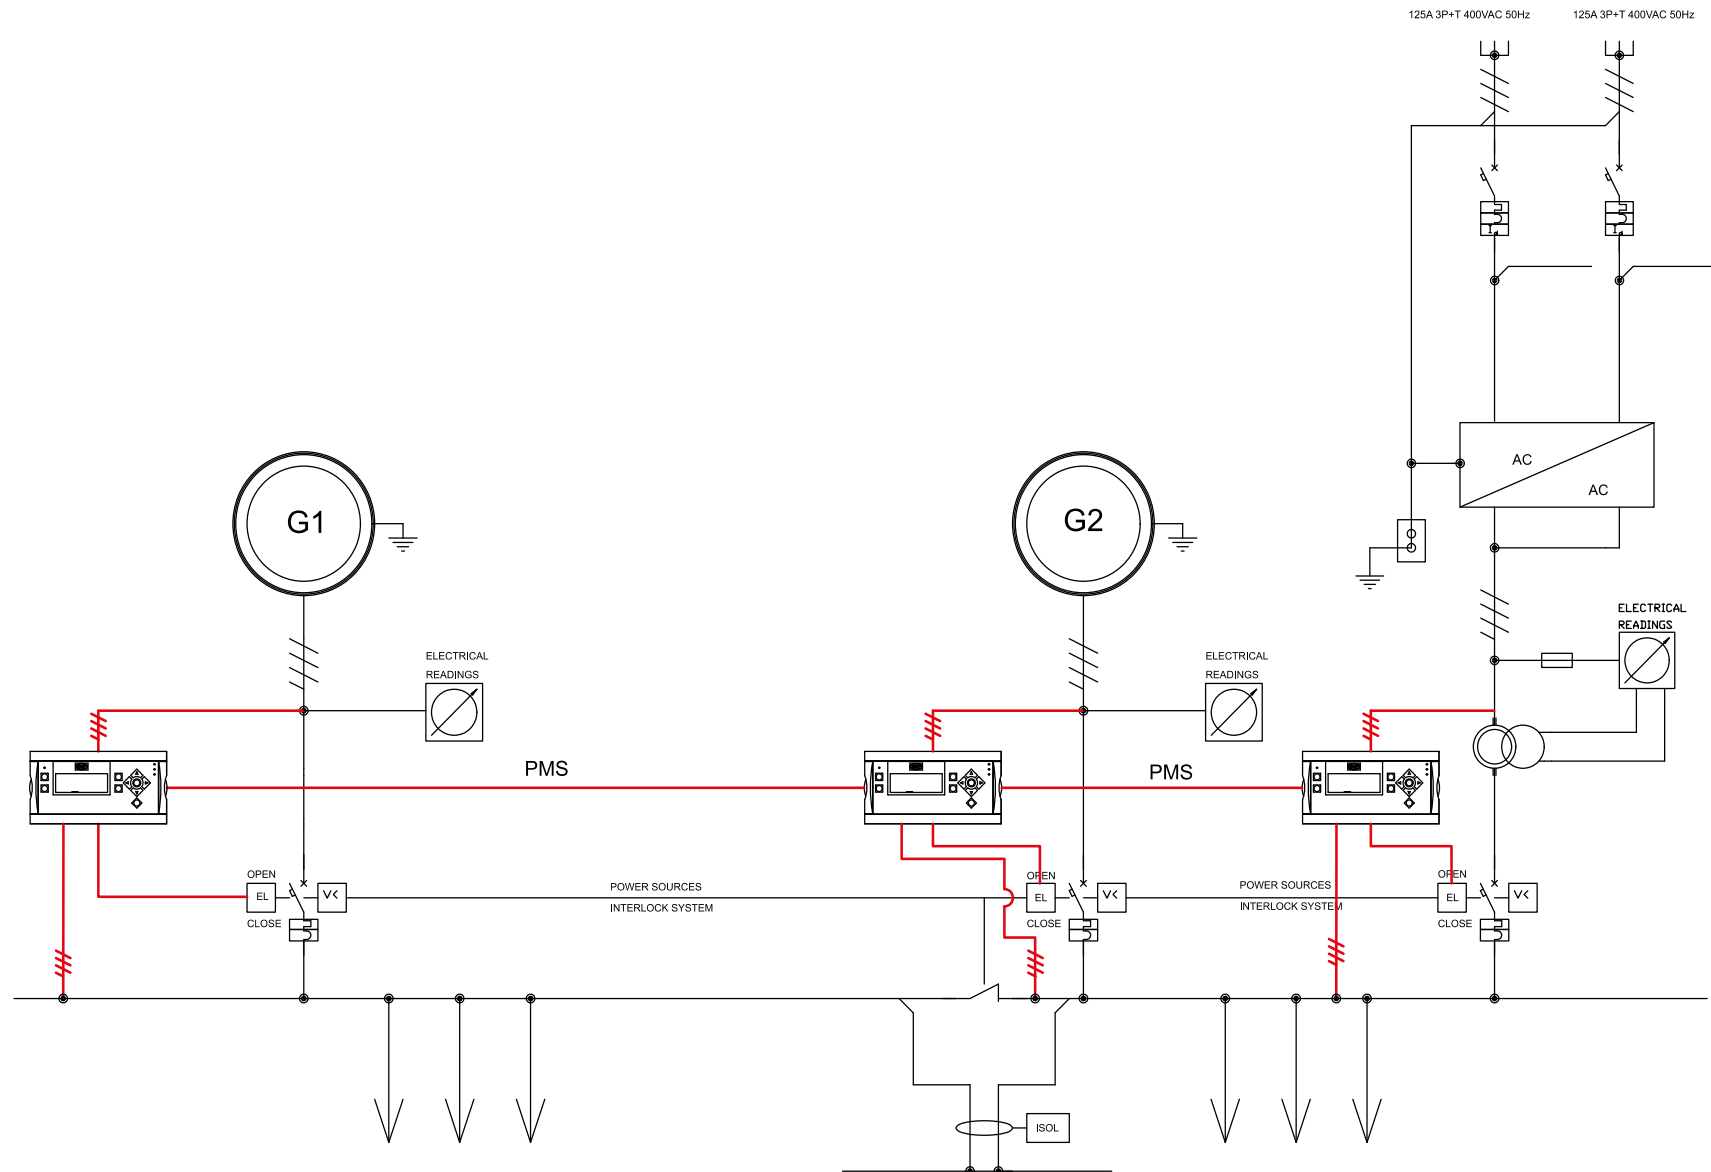 125A 3P+T 400VAC 50Hz
125A 3P+T 400VAC 50Hz
AC
AC
G1
G2
ELECTRICAL
READINGS
ELECTRICAL
READINGS
ELECTRICAL
READINGS
PMS
PMS
OPEN
EL
CLOSE
V<
POWER SOURCES
INTERLOCK SYSTEM
OPEN
EL
CLOSE
V<
POWER SOURCES
INTERLOCK SYSTEM
OPEN
EL
CLOSE
V<
ISOL